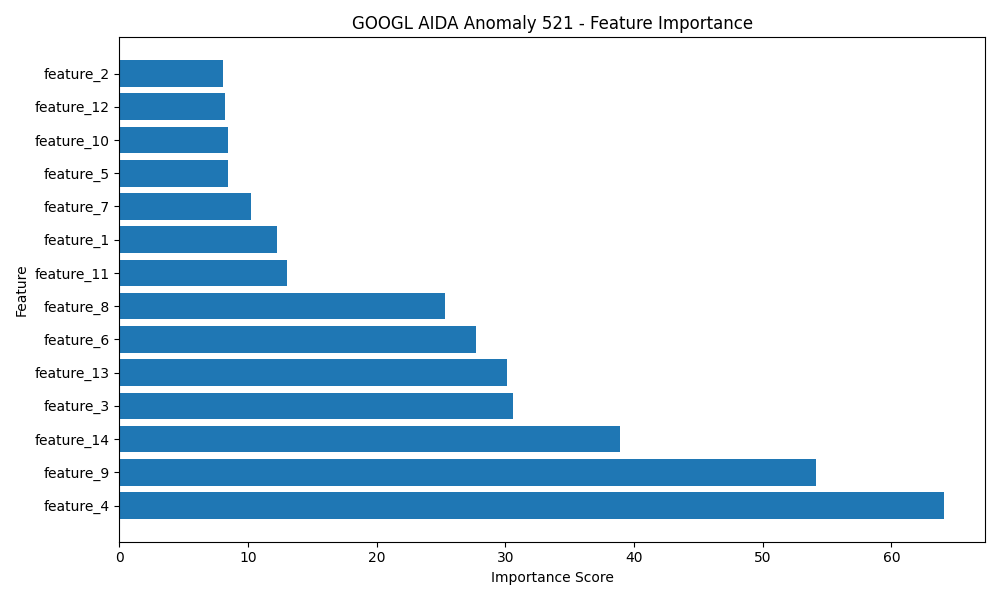 GOOGL AIDA Anomaly 521 - Feature Importance
feature_2
feature_12
feature_10
feature_5
feature_7
feature_1
feature_11
feature_8
feature_6
feature_13
feature_3
feature_14
feature_9
feature_4
Feature
0 10 20 30 40 50 60
Importance Score